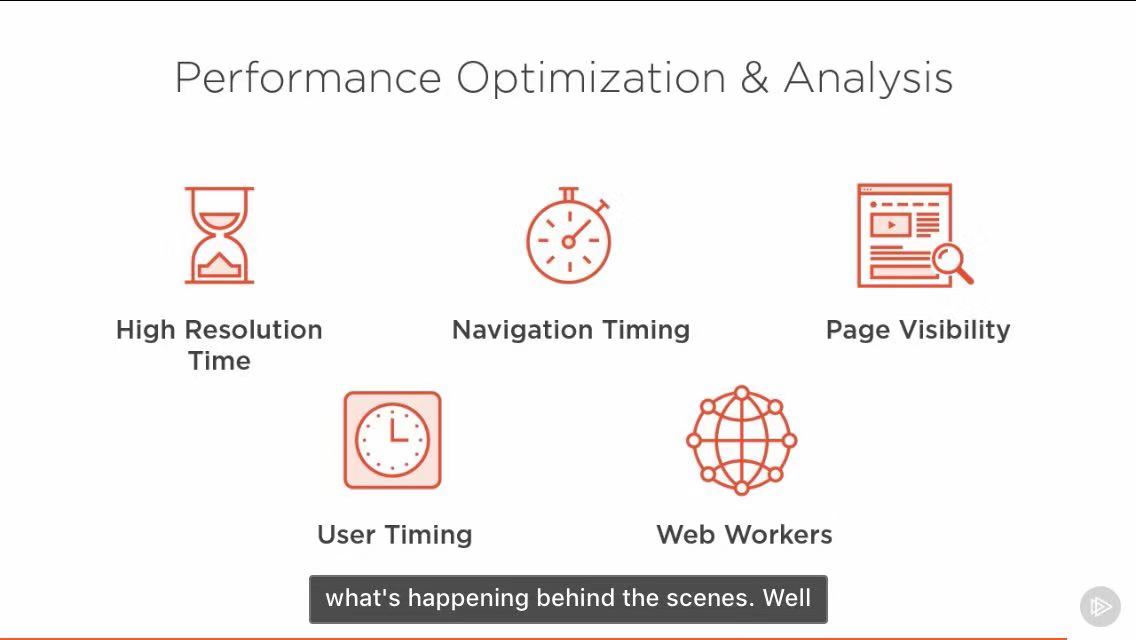 Performance Optimization & Analysis
High Resolution
Time
Navigation Timing
Page Visibility
User Timing
Web Workers
what's happening behind the scenes. Well